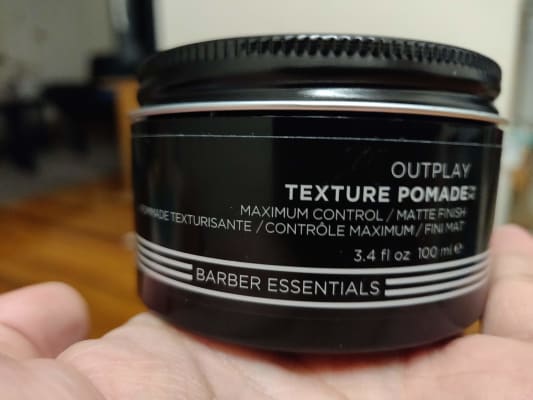 OUTPLAY
TEXTURE POMADE
MAXIMUM CONTROL / MATTE FINISH
TEXTURISANTE / CONTRÔLE MAXIMUM / FINI MAT
3.4 fl oz 100 ml ℮
BARBER ESSENTIALS